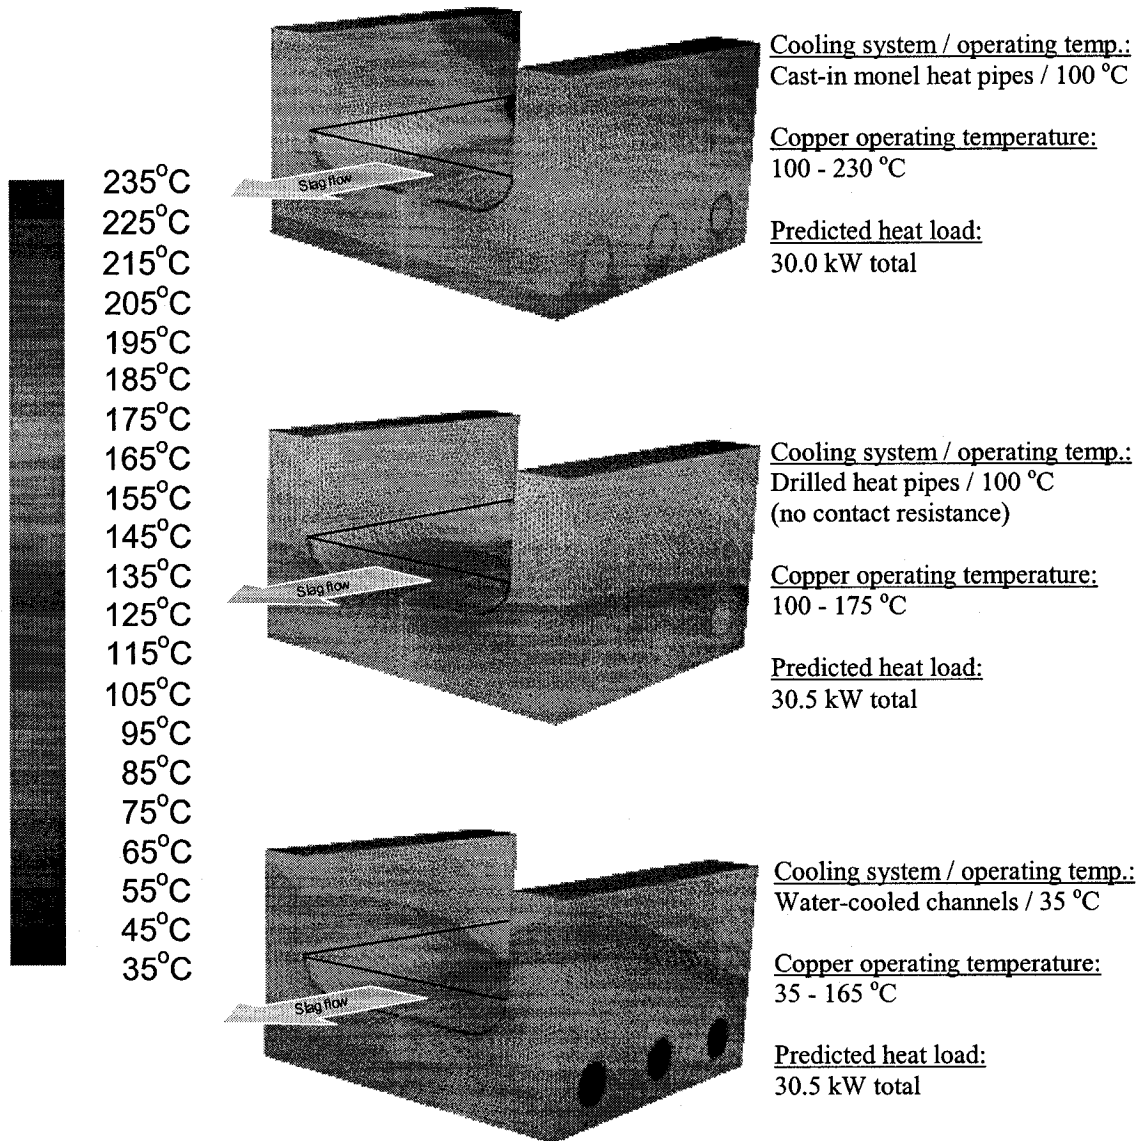 Cooling system / operating temp.:
Cast-in monel heat pipes / 100 °C
Copper operating temperature:
100 - 230 °C
Predicted heat load:
30.0 kW total
Slag flow
235°C
225°C
215°C
205°C
195°C
185°C
175°C
165°C
155°C
145°C
135°C
125°C
115°C
105°C
95°C
85°C
75°C
65°C
55°C
45°C
35°C
Cooling system / operating temp.:
Drilled heat pipes / 100 °C
(no contact resistance)
Copper operating temperature:
100 - 175 °C
Predicted heat load:
30.5 kW total
Slag flow
Cooling system / operating temp.:
Water-cooled channels / 35 °C
Copper operating temperature:
35 - 165 °C
Predicted heat load:
30.5 kW total
Slag flow